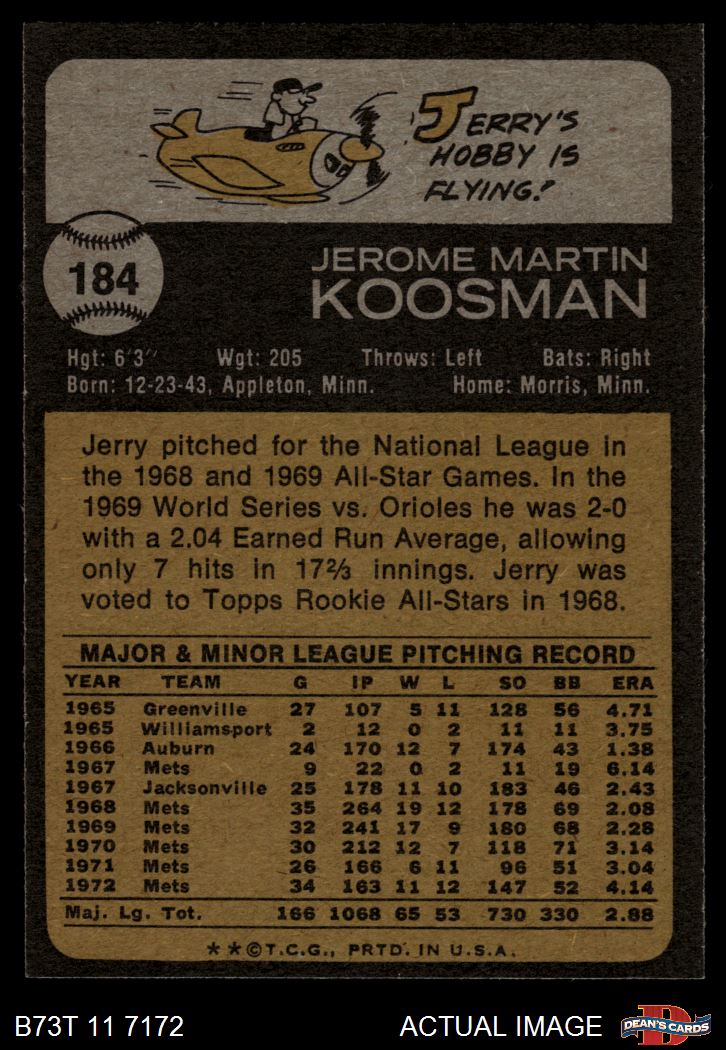 JERRY'S
HOBBY IS
FLYING!
184
JEROME MARTIN
KOOSMAN
Hgt: 6'3" Wgt: 205 Throws: Left Bats: Right
Born: 12-23-43, Appleton, Minn. Home: Morris, Minn.
Jerry pitched for the National League in
the 1968 and 1969 All-Star Games. In the
1969 World Series vs. Orioles he was 2-0
with a 2.04 Earned Run Average, allowing
only 7 hits in 17⅔ innings. Jerry was
voted to Topps Rookie All-Stars in 1968.
MAJOR & MINOR LEAGUE PITCHING RECORD
YEAR TEAM G IP W L SO BB ERA
1965 Greenville 27 107 5 11 128 56 4.71
1965 Williamsport 2 12 0 2 11 11 3.75
1966 Auburn 24 170 12 7 174 43 1.38
1967 Mets 9 22 0 2 11 19 6.14
1967 Jacksonville 25 178 11 10 183 46 2.43
1968 Mets 35 264 19 12 178 69 2.08
1969 Mets 32 241 17 9 180 68 2.28
1970 Mets 30 212 12 7 118 71 3.14
1971 Mets 26 166 6 11 96 51 3.04
1972 Mets 34 163 11 12 147 52 4.14
Maj. Lg. Tot. 166 1068 65 53 730 330 2.88
**©T.C.G., PRTD. IN U.S.A.
B73T 11 7172 ACTUAL IMAGE D DEAN'S CARDS